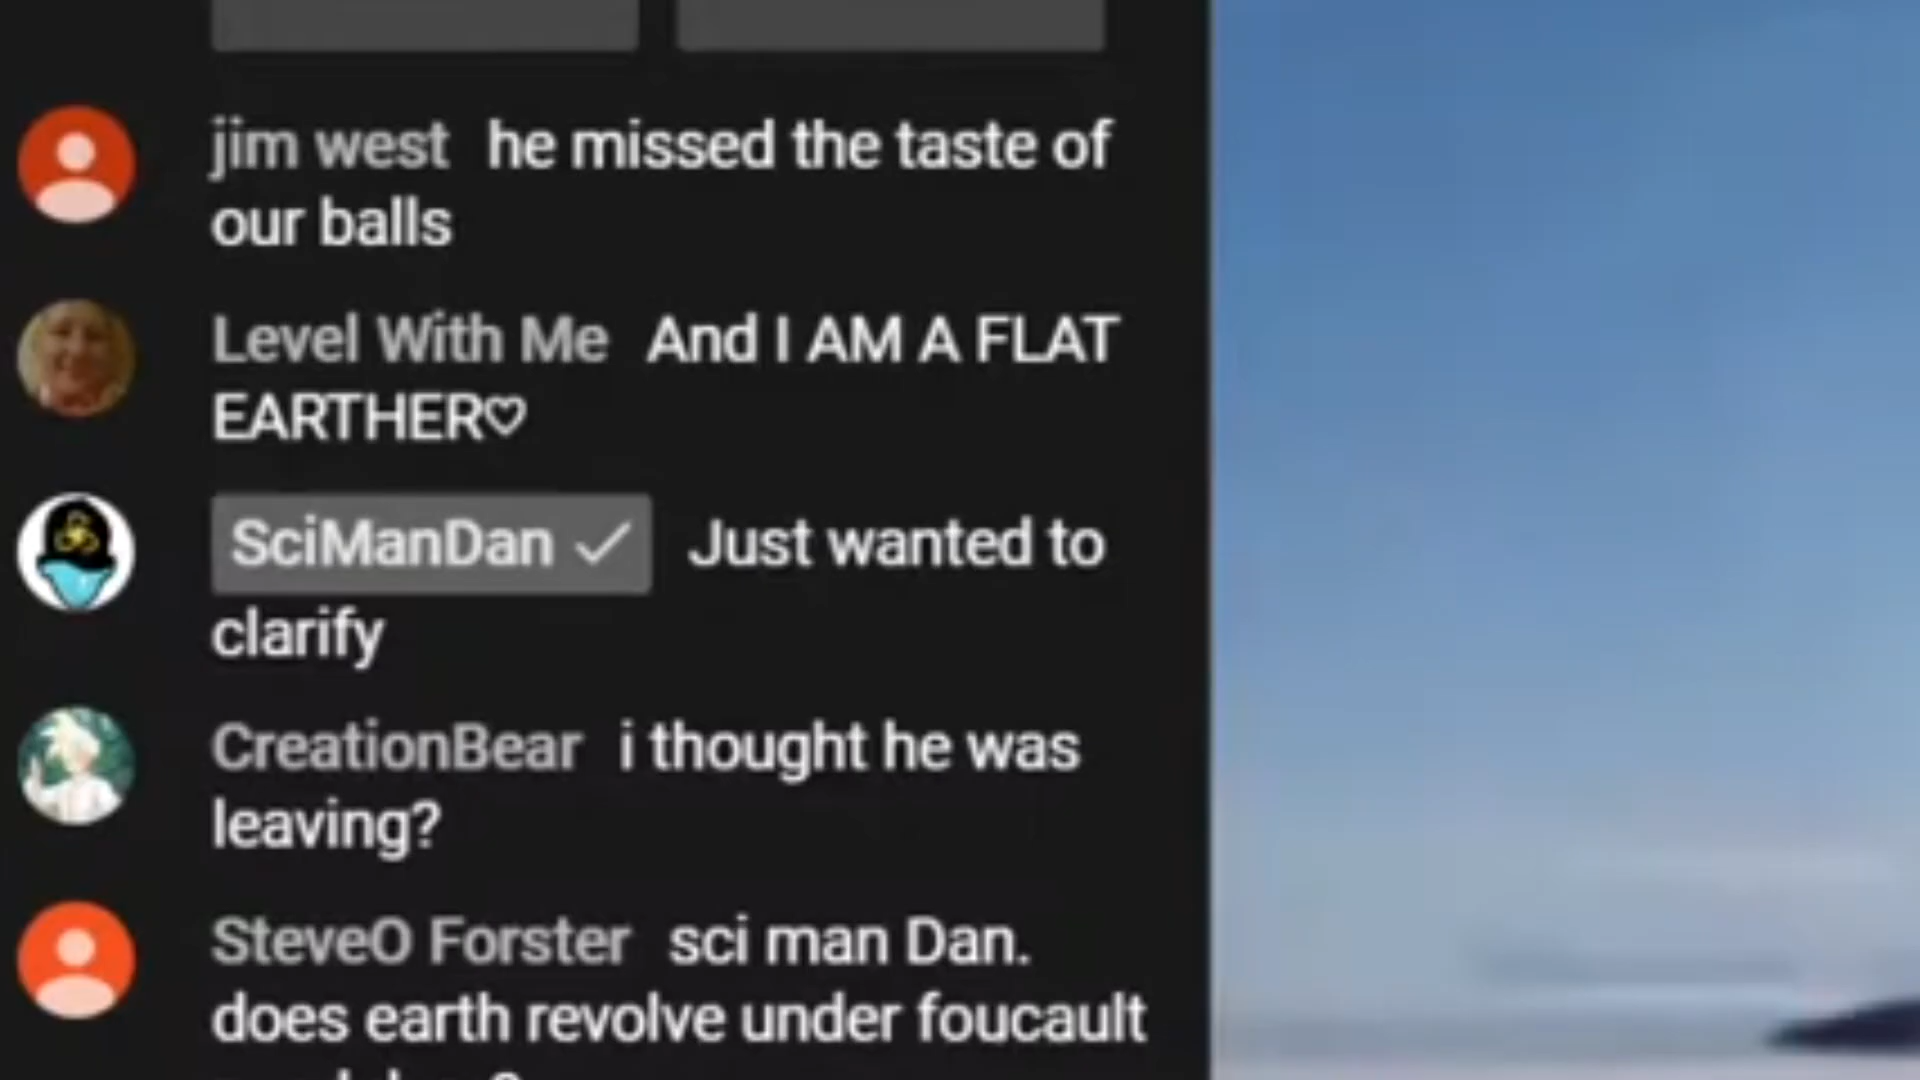 jim west he missed the taste of
our balls
Level With Me And I AM A FLAT
EARTHER♡
SciManDan ✓ Just wanted to
clarify
CreationBear i thought he was
leaving?
SteveO Forster sci man Dan.
does earth revolve under foucault